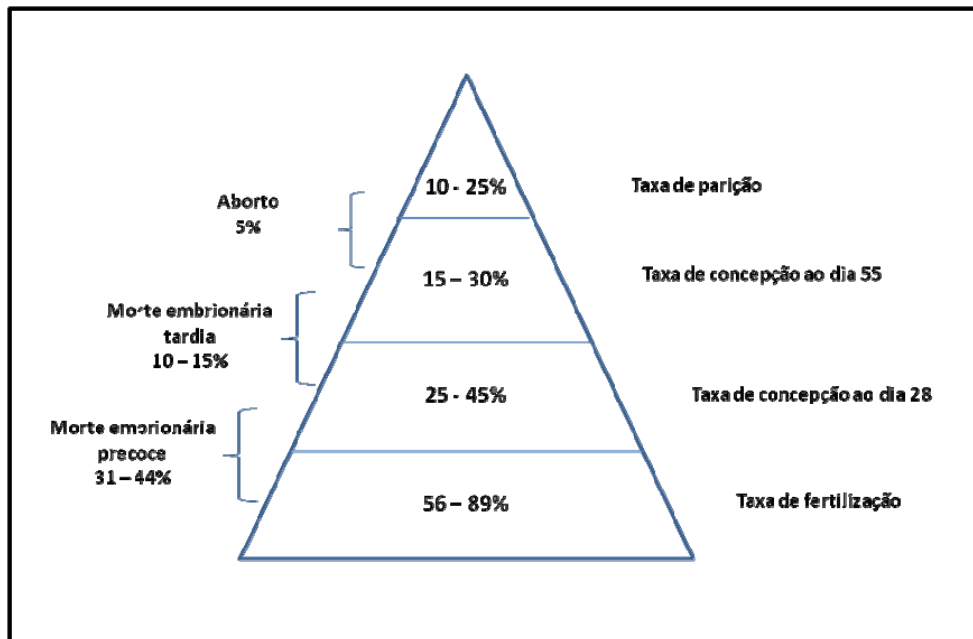 10 - 25%
Taxa de parição
Aborto
5%
15 – 30%
Taxa de concepção ao dia 55
Morte embrionária
tardia
10 – 15%
25 - 45%
Taxa de concepção ao dia 28
Morte embrionária
precoce
31 – 44%
56 – 89%
Taxa de fertilização